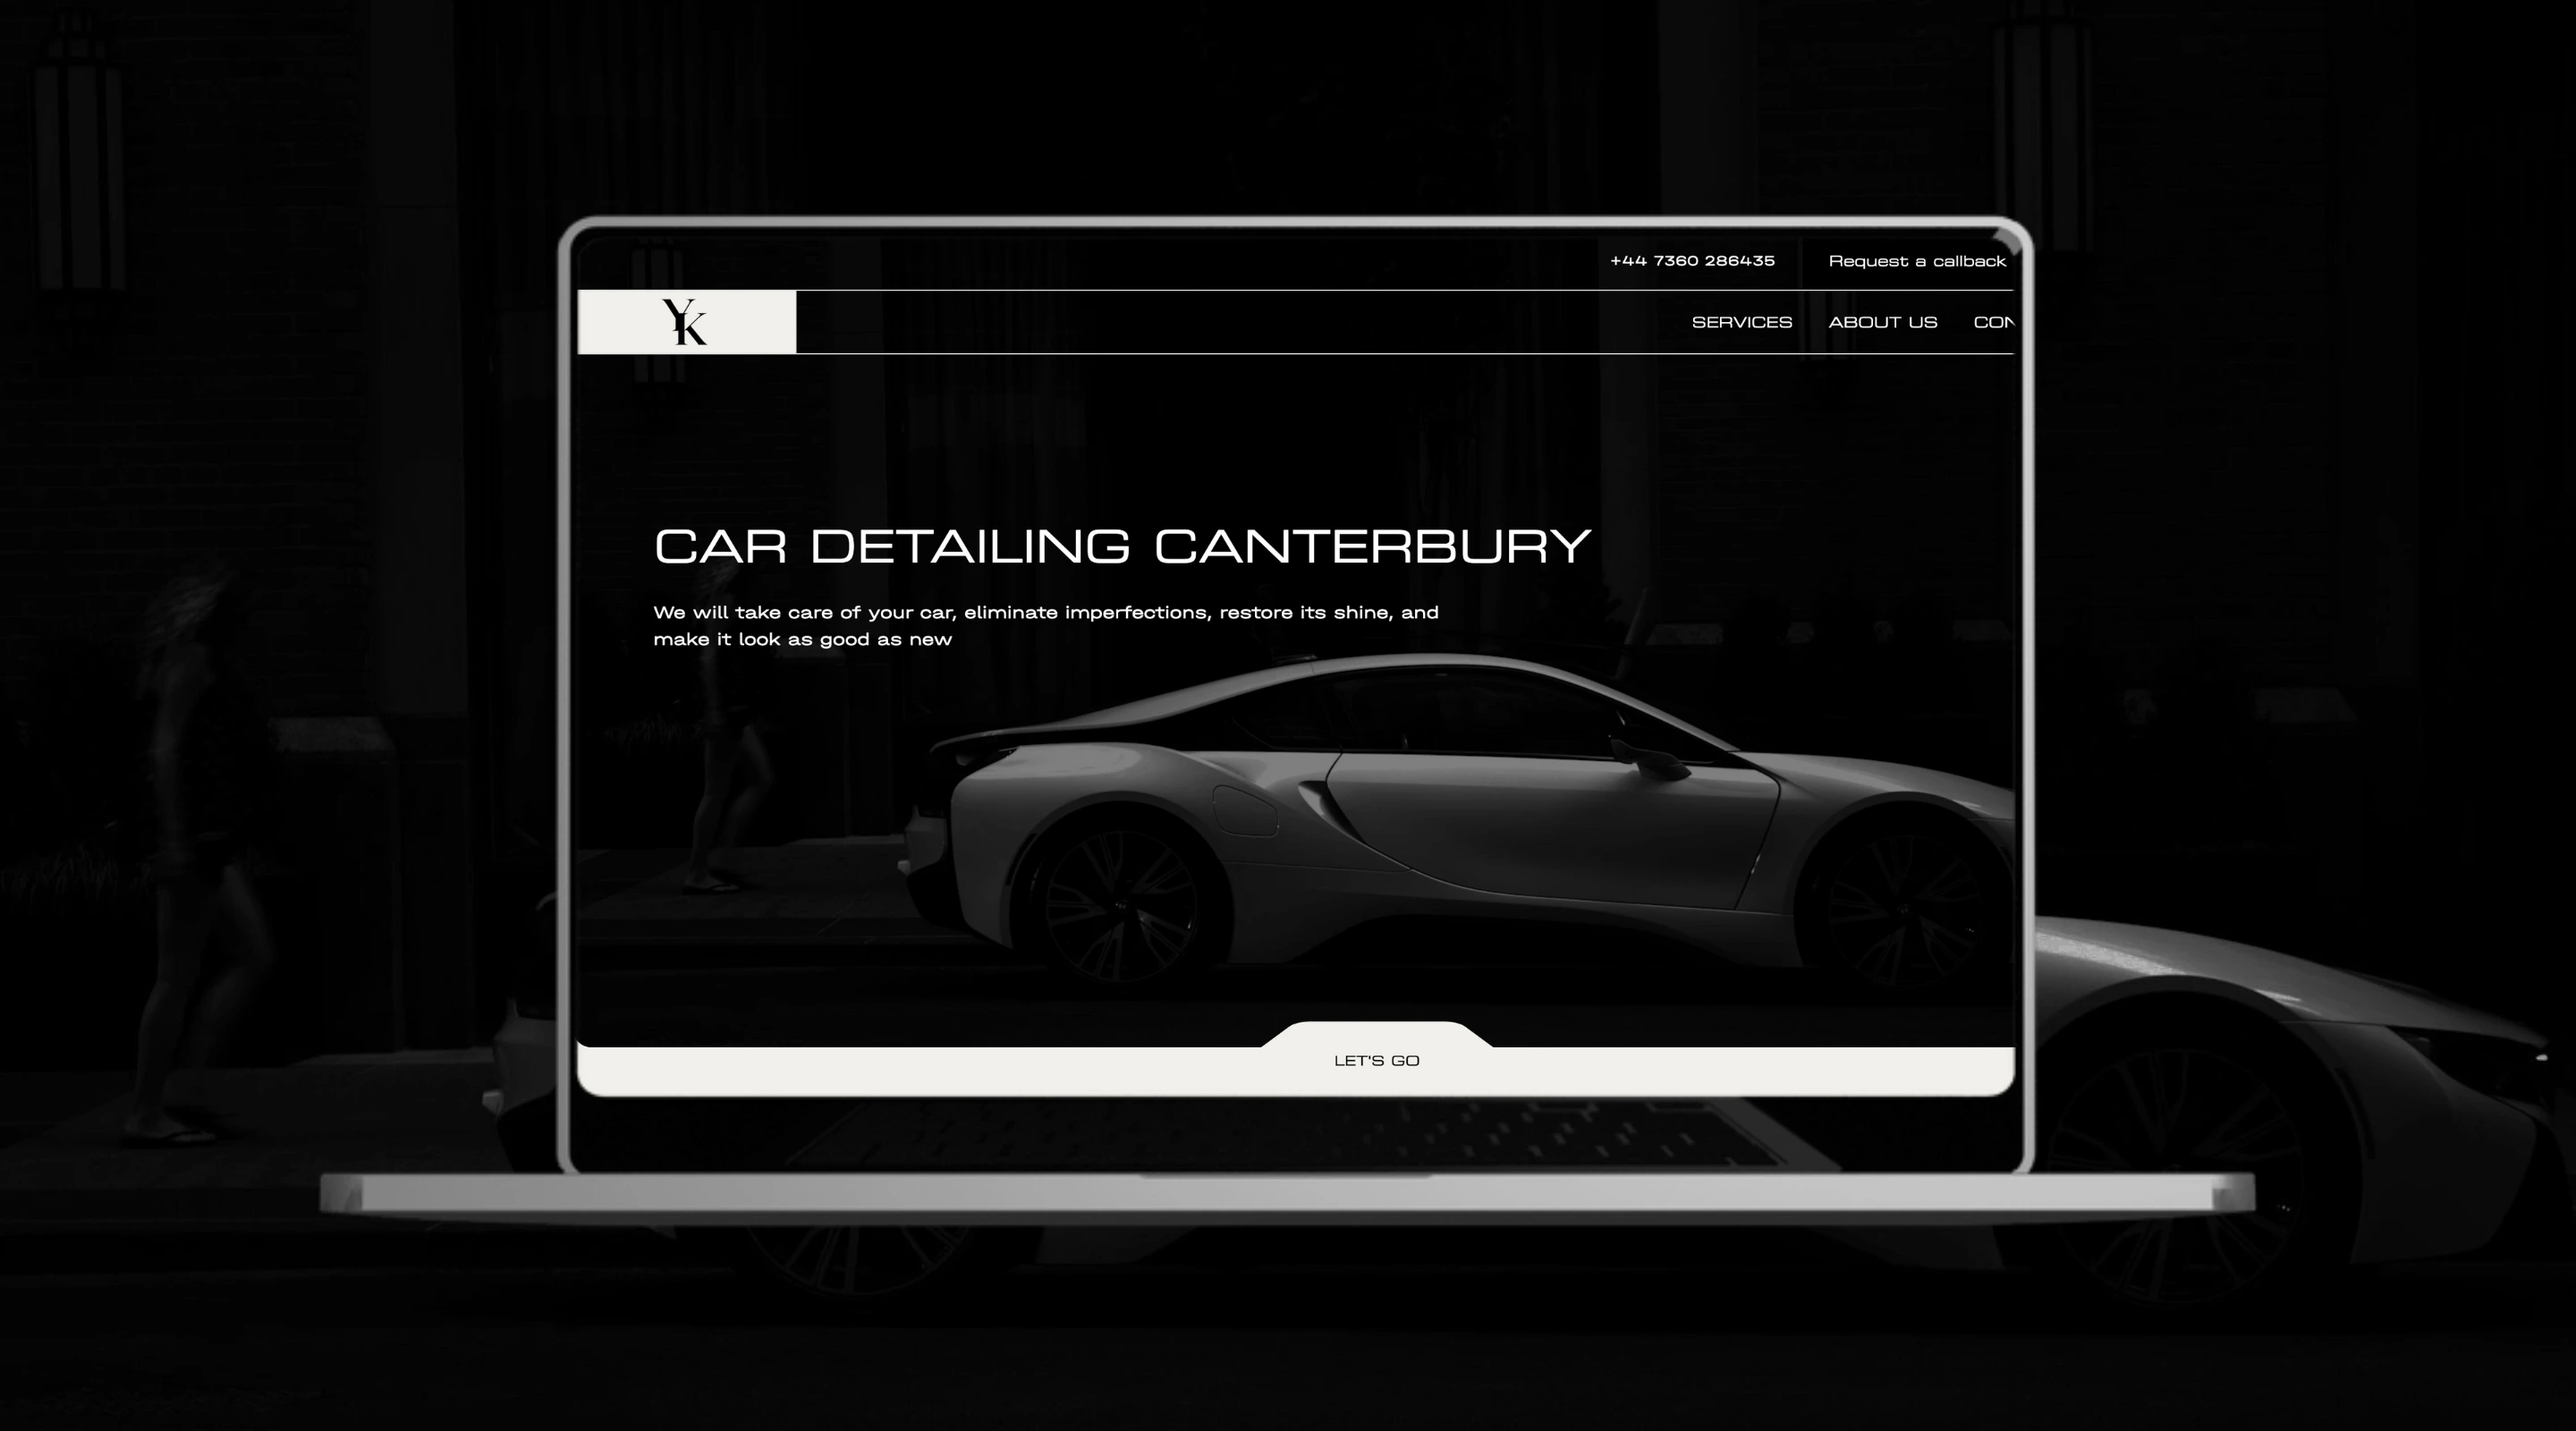 +44 7360 286435
Request a callback
YK
SERVICES ABOUT US CON
CAR DETAILING CANTERBURY
We will take care of your car, eliminate imperfections, restore its shine, and
make it look as good as new
LET'S GO